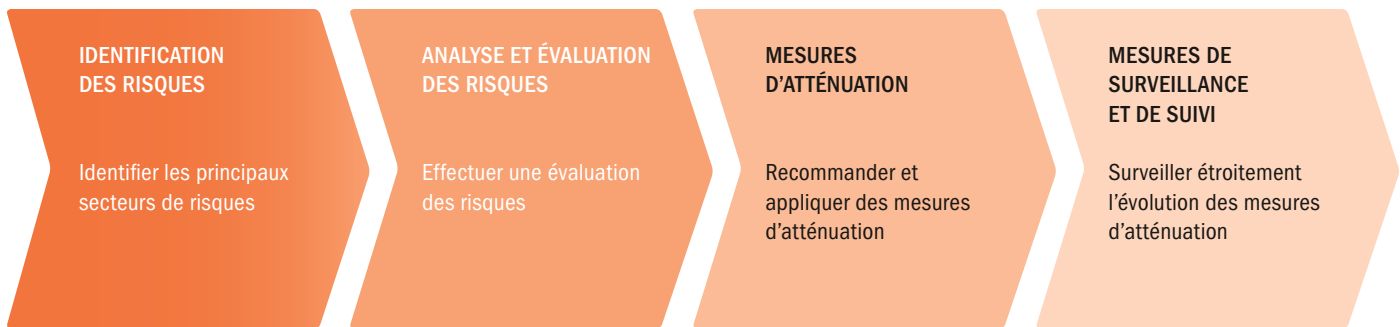 IDENTIFICATION
DES RISQUES
Identifier les principaux
secteurs de risques
ANALYSE ET ÉVALUATION
DES RISQUES
Effectuer une évaluation
des risques
MESURES
D’ATTÉNUATION
Recommander et
appliquer des mesures
d’atténuation
MESURES DE
SURVEILLANCE
ET DE SUIVI
Surveiller étroitement
l’évolution des mesures
d’atténuation